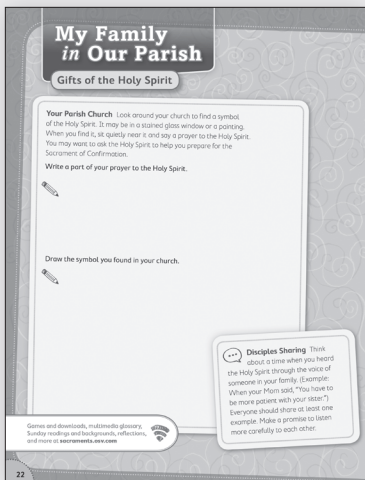 My Family
in Our Parish
Gifts of the Holy Spirit
Your Parish Church Look around your church to find a symbol
of the Holy Spirit. It may be in a stained glass window or a painting.
When you find it, sit quietly near it and say a prayer to the Holy Spirit.
You may want to ask the Holy Spirit to help you prepare for the
Sacrament of Confirmation.
Write a part of your prayer to the Holy Spirit.
Draw the symbol you found in your church.
Disciples Sharing Think
about a time when you heard
the Holy Spirit through the voice of
someone in your family. (Example:
When your Mom said, "You have to
be more patient with your sister.")
Everyone should share at least one
example. Make a promise to listen
more carefully to each other.
Games and downloads, multimedia glossary,
Sunday readings and backgrounds, reflections,
and more at sacraments.osv.com
22